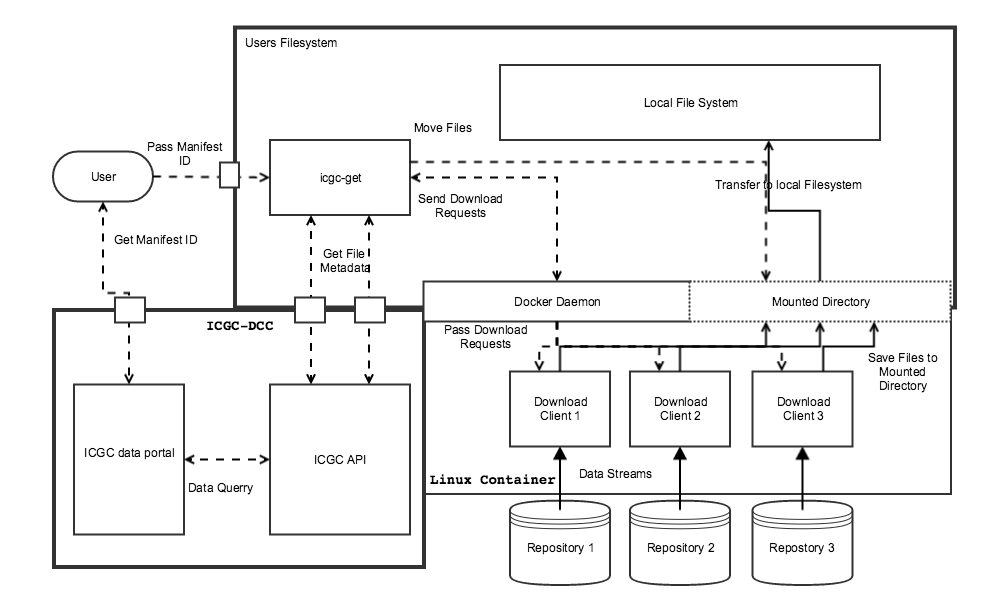 Users Filesystem
Local File System
Move Files
Pass Manifest
ID
User
icgc-get
Transfer to local Filesystem
Send Download
Requests
Get Manifest ID
Get File
Metadata
Docker Daemon
Mounted Directory
ICGC-DCC
Pass Download
Requests
Save Files to
Mounted
Directory
Download
Client 1
Download
Client 2
Download
Client 3
ICGC data portal
ICGC API
Data Querry
Linux Container
Data Streams
Repository 1
Repository 2
Repostory 3